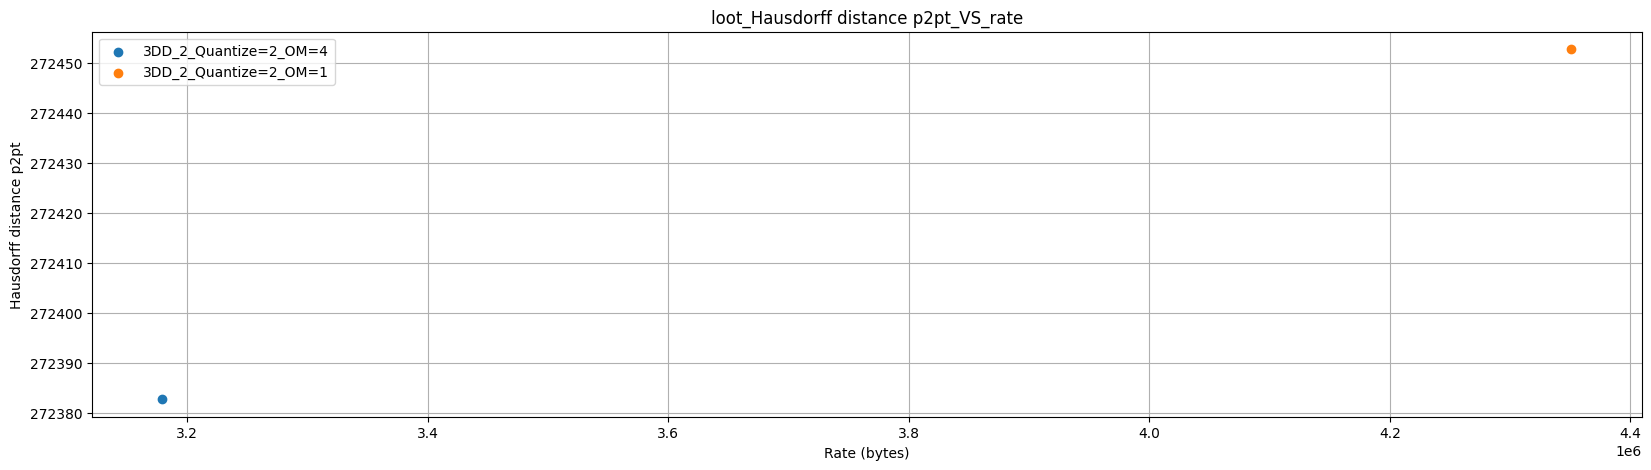 loot_Hausdorff distance p2pt_VS_rate
3DD_2_Quantize=2_OM=4
3DD_2_Quantize=2_OM=1
Hausdorff distance p2pt
272450
272440
272430
272420
272410
272400
272390
272380
3.2 3.4 3.6 3.8 4.0 4.2 4.4
1e6
Rate (bytes)